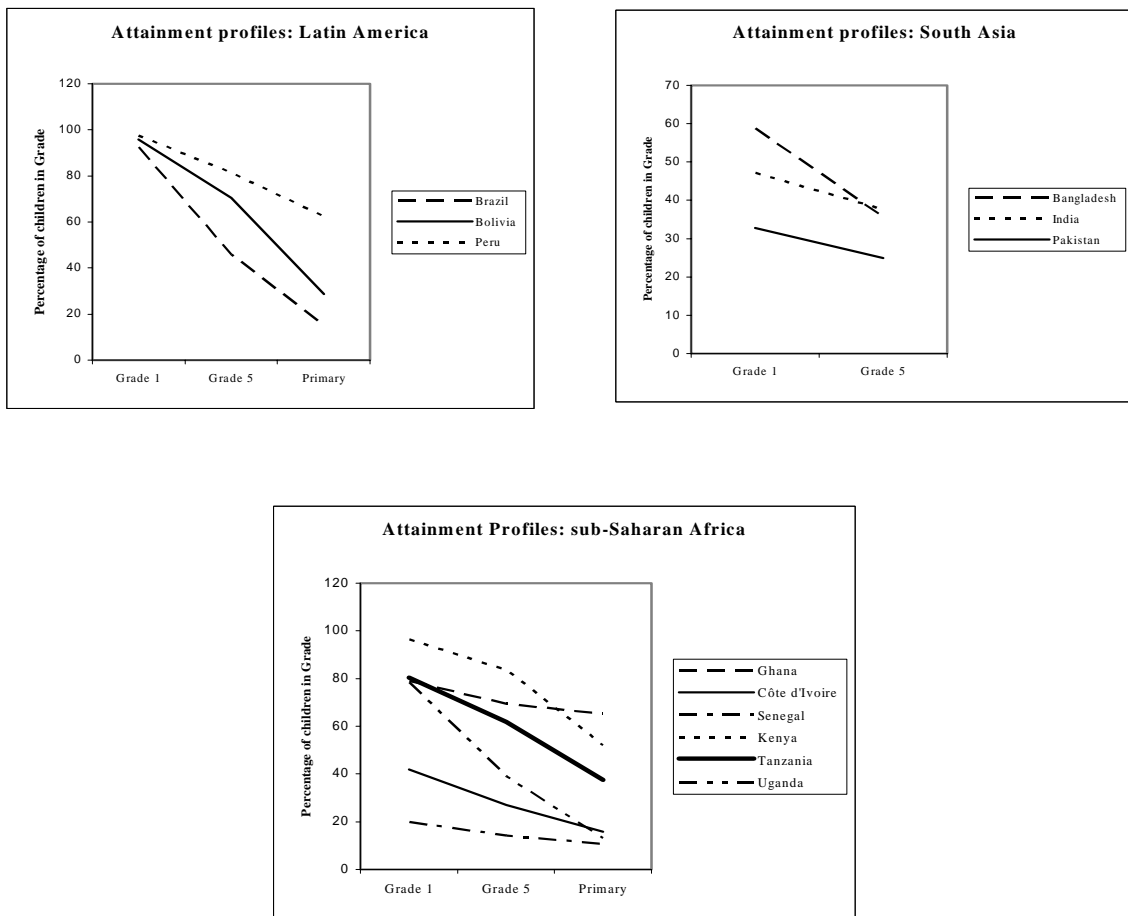 Attainment profiles: Latin America
Percentage of children in Grade
120
100
80
60
40
20
0
Grade 1 Grade 5 Primary
Brazil
Bolivia
Peru
Attainment profiles: South Asia
Percentage of children in Grade
70
60
50
40
30
20
10
0
Grade 1 Grade 5
Bangladesh
India
Pakistan
Attainment Profiles: sub-Saharan Africa
Percentage of children in Grade
120
100
80
60
40
20
0
Grade 1 Grade 5 Primary
Ghana
Côte d'Ivoire
Senegal
Kenya
Tanzania
Uganda